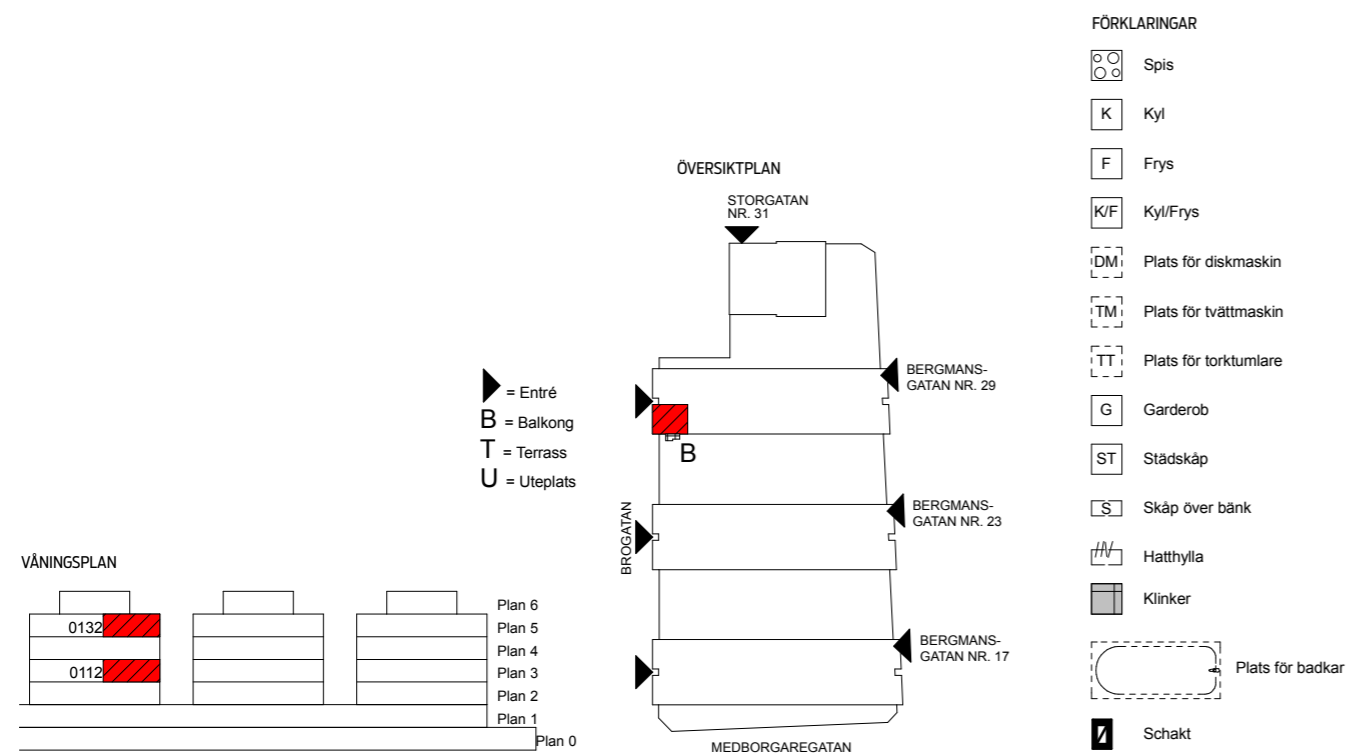 FÖRKLARINGAR
Spis
K Kyl
F Frys
K/F Kyl/Frys
DM Plats för diskmaskin
TM Plats för tvättmaskin
TT Plats för torktumlare
G Garderob
ST Städskåp
S Skåp över bänk
Hatthylla
Klinker
Plats för badkar
Schakt
ÖVERSIKTPLAN
STORGATAN
NR. 31
BERGMANS-
GATAN NR. 29
B
BROGATAN
BERGMANS-
GATAN NR. 23
BERGMANS-
GATAN NR. 17
MEDBORGAREGATAN
= Entré
B = Balkong
T = Terrass
U = Uteplats
VÅNINGSPLAN
Plan 6
0132 Plan 5
Plan 4
0112 Plan 3
Plan 2
Plan 1
Plan 0